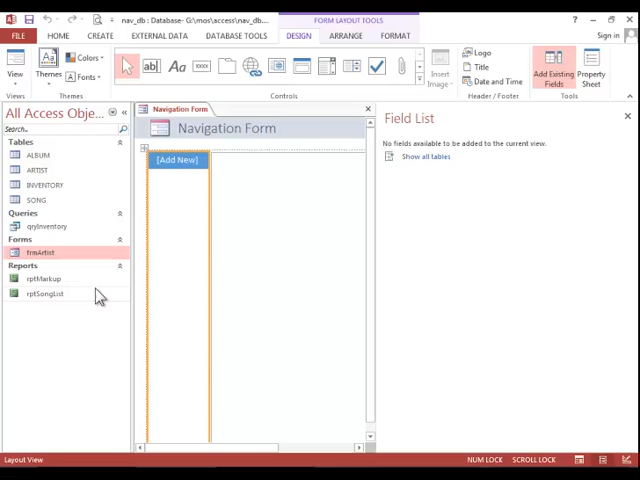 nav_db : Database- G:\mos\access\nav_db....
FORM LAYOUT TOOLS
Sign in
FILE
HOME
CREATE
EXTERNAL DATA
DATABASE TOOLS
DESIGN
ARRANGE
FORMAT
View
Themes
Colors
Fonts
ab|
Aa
xxxx
Insert
Image
Logo
Title
Date and Time
Add Existing
Fields
Property
Sheet
Views
Themes
Controls
Header / Footer
Tools
All Access Obje...
Search...
Tables
ALBUM
ARTIST
INVENTORY
SONG
Queries
qryInventory
Forms
frmArtist
Reports
rptMarkup
rptSongList
Navigation Form
Navigation Form
[Add New]
Field List
No fields available to be added to the current view.
Show all tables
Layout View
NUM LOCK
SCROLL LOCK